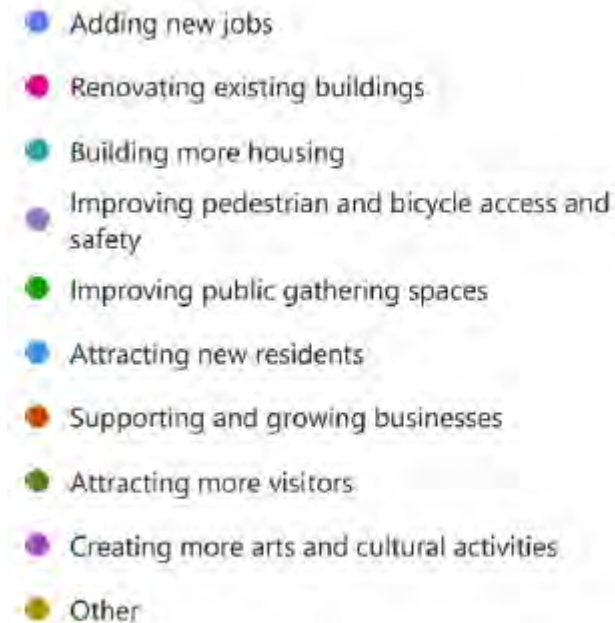 Adding new jobs
Renovating existing buildings
Building more housing
Improving pedestrian and bicycle access and
safety
Improving public gathering spaces
Attracting new residents
Supporting and growing businesses
Attracting more visitors
Creating more arts and cultural activities
Other